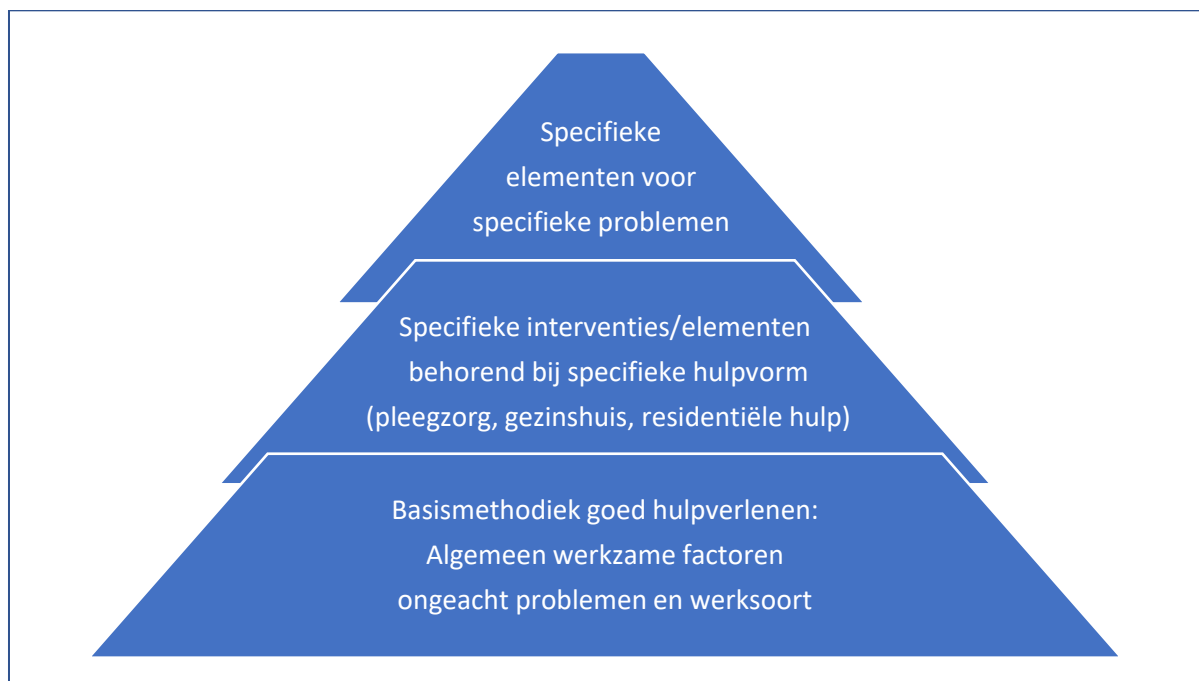 Specifieke
elementen voor
specifieke problemen
Specifieke interventies/elementen
behorend bij specifieke hulpvorm
(pleegzorg, gezinshuis, residentiële hulp)
Basismethodiek goed hulpverlenen:
Algemeen werkzame factoren
ongeacht problemen en werksoort